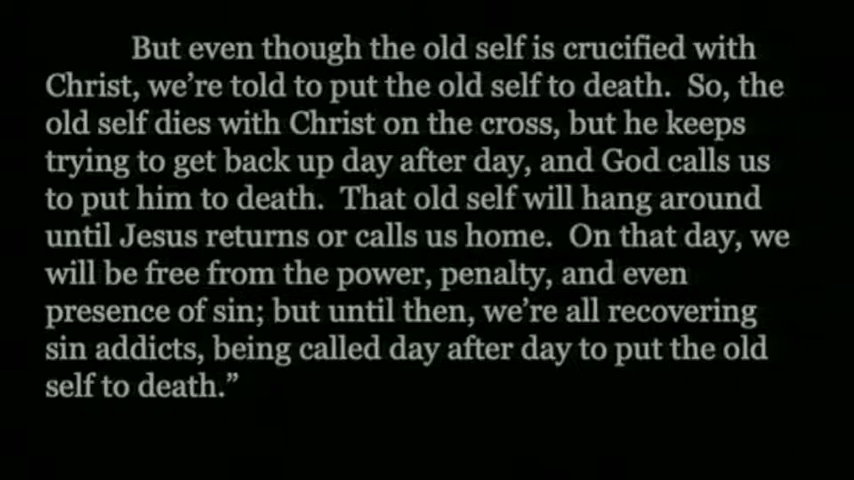 But even though the old self is crucified with
Christ, we’re told to put the old self to death.  So, the
old self dies with Christ on the cross, but he keeps
trying to get back up day after day, and God calls us
to put him to death.  That old self will hang around
until Jesus returns or calls us home.  On that day, we
will be free from the power, penalty, and even
presence of sin; but until then, we’re all recovering
sin addicts, being called day after day to put the old
self to death.”